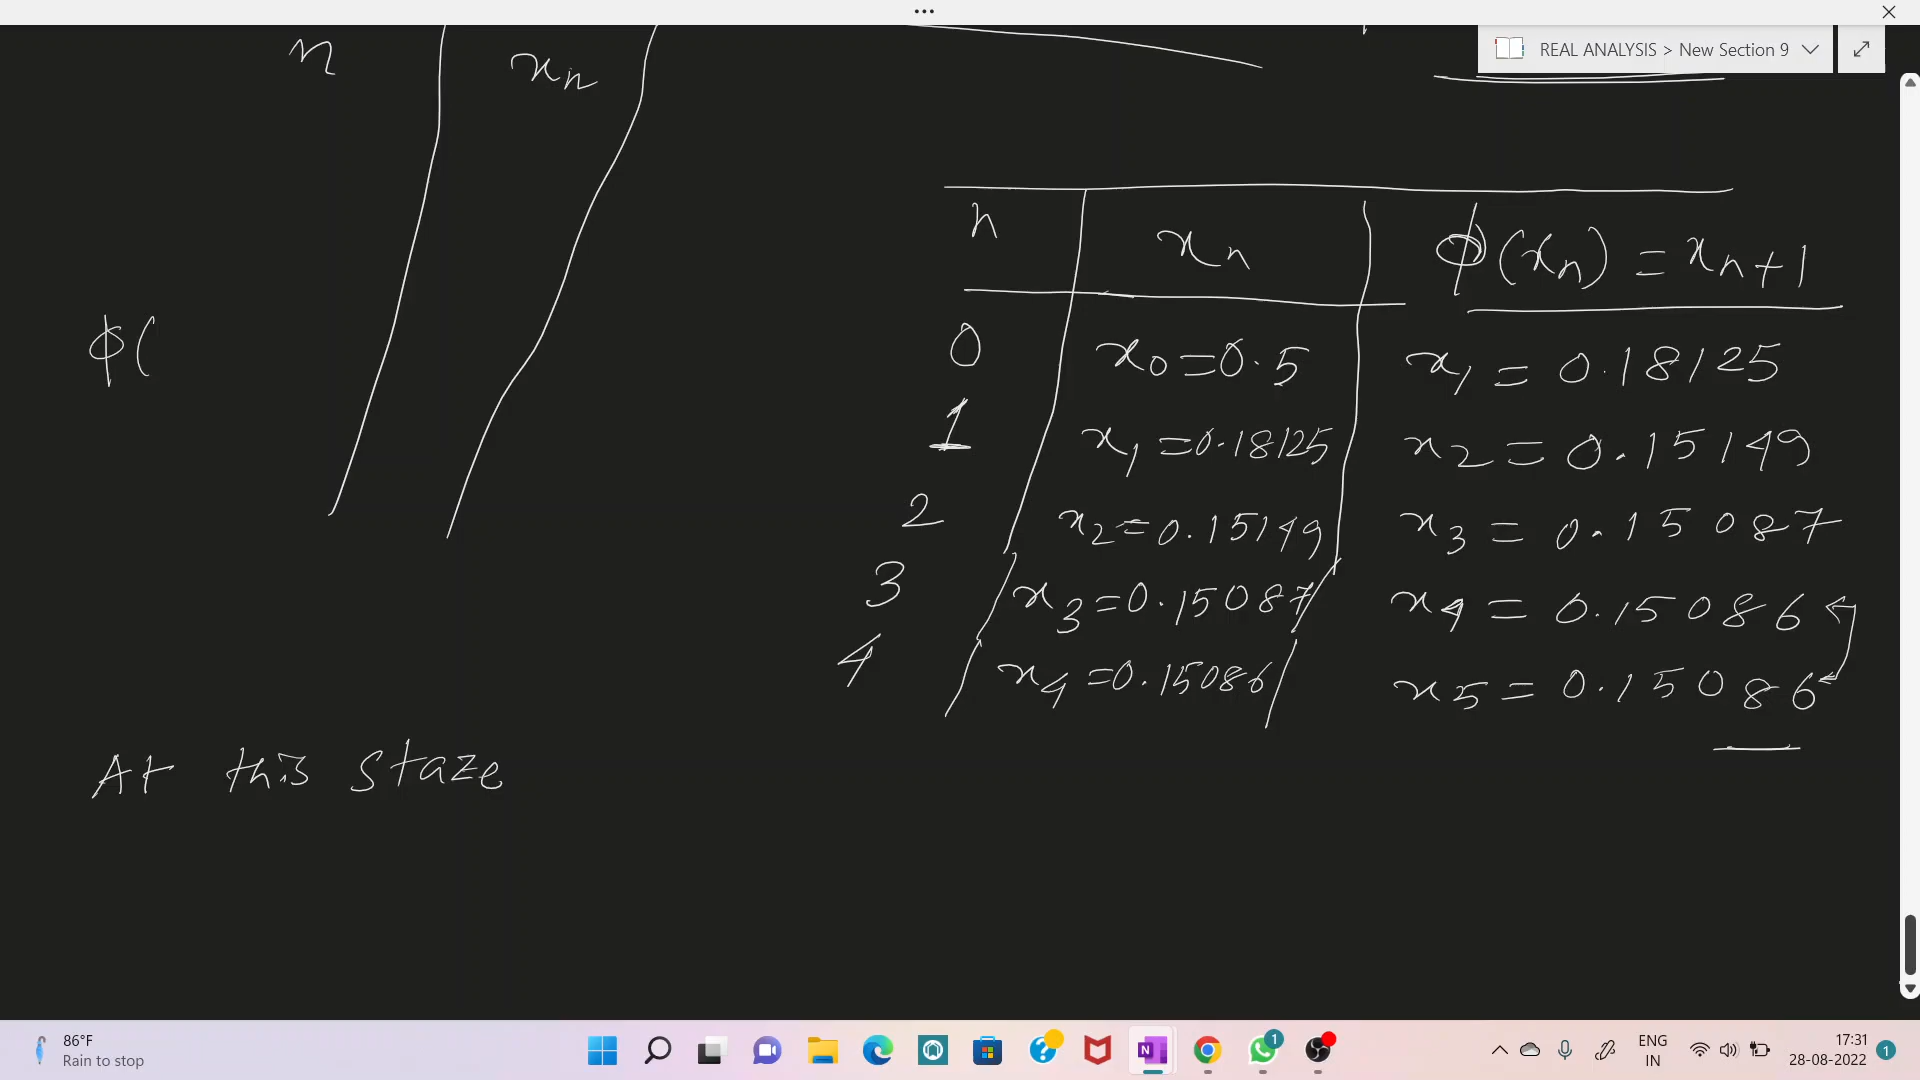 •••
REAL ANALYSIS > New Section 9
n xn
n xn ϕ(xn) = xn+1
0 x0=0.5 x1 = 0.18125
1 x1=0.18125 x2 = 0.15149
2 x2=0.15149 x3 = 0.15087
3 x3=0.15087 x4 = 0.15086
4 x4=0.15086 x5 = 0.15086
ϕ(
At this staze
86°F
Rain to stop
1
ENG
IN
17:31
28-08-2022
1